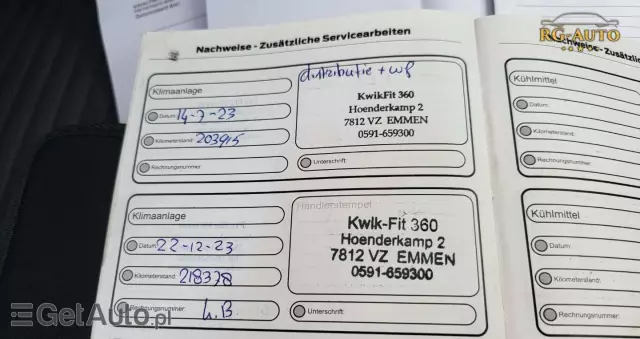 RG-AUTO
Nachweise - Zusätzliche Servicearbeiten
Nachweise - Zusätzlic
distributie + wp
Klimaanlage
Datum: 14-7-23
Kilometerstand: 203915
Rechnungsnummer:
KwikFit 360
Hoenderkamp 2
7812 VZ EMMEN
0591-659300
Unterschrift:
Kühlmittel
Datum:
Kilometerstand:
Rechnungsnummer:
Klimaanlage
Datum: 22-12-23
Kilometerstand: 218378
Rechnungsnummer: h.B.
Händlerstempel
Kwik-Fit 360
Hoenderkamp 2
7812 VZ EMMEN
0591-659300
Unterschrift:
Kühlmittel
Datum:
Kilometerstand:
Rechnungsnummer:
GetAuto.pl